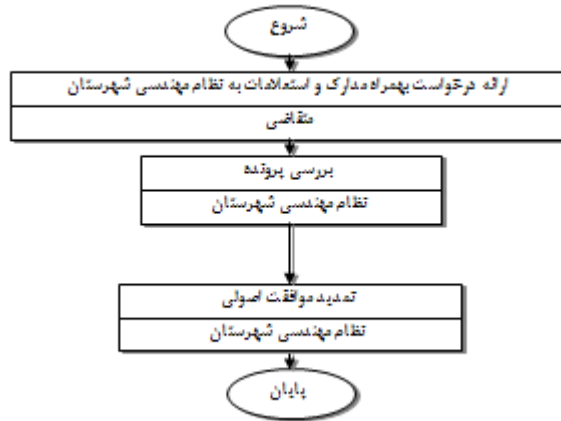 شروع
ارائه درخواست بهمراه مدارک و استعلامات به نظام مهندسی شهرستان
متقاضی
بررسی پرونده
نظام مهندسی شهرستان
تمدید موافقت اصولی
نظام مهندسی شهرستان
پایان